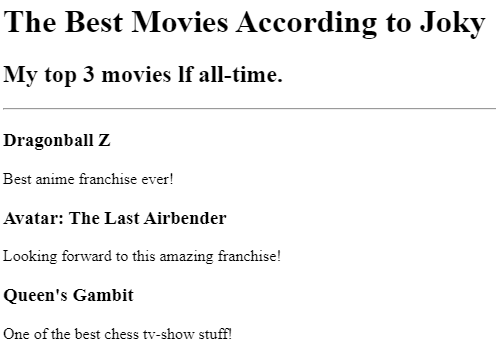 The Best Movies According to Joky
My top 3 movies lf all-time.
Dragonball Z
Best anime franchise ever!
Avatar: The Last Airbender
Looking forward to this amazing franchise!
Queen's Gambit
One of the best chess tv-show stuff!